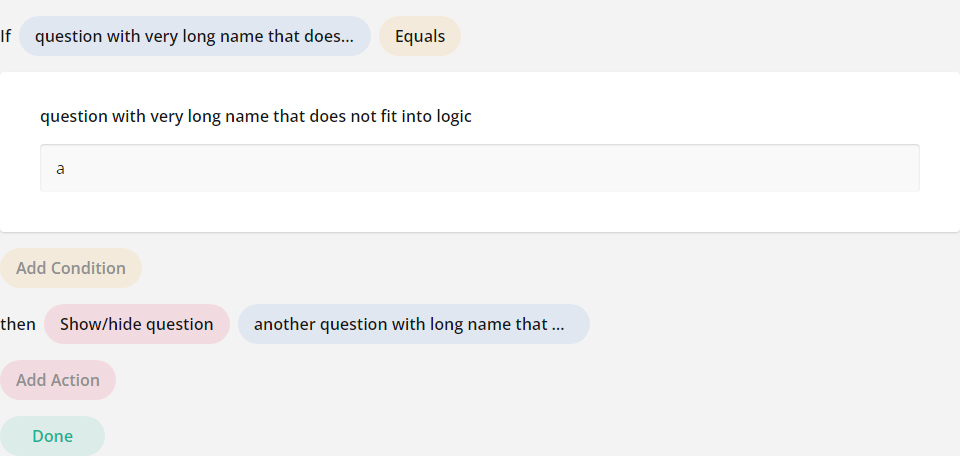 If question with very long name that does... Equals
question with very long name that does not fit into logic
a
Add Condition
then Show/hide question another question with long name that ...
Add Action
Done